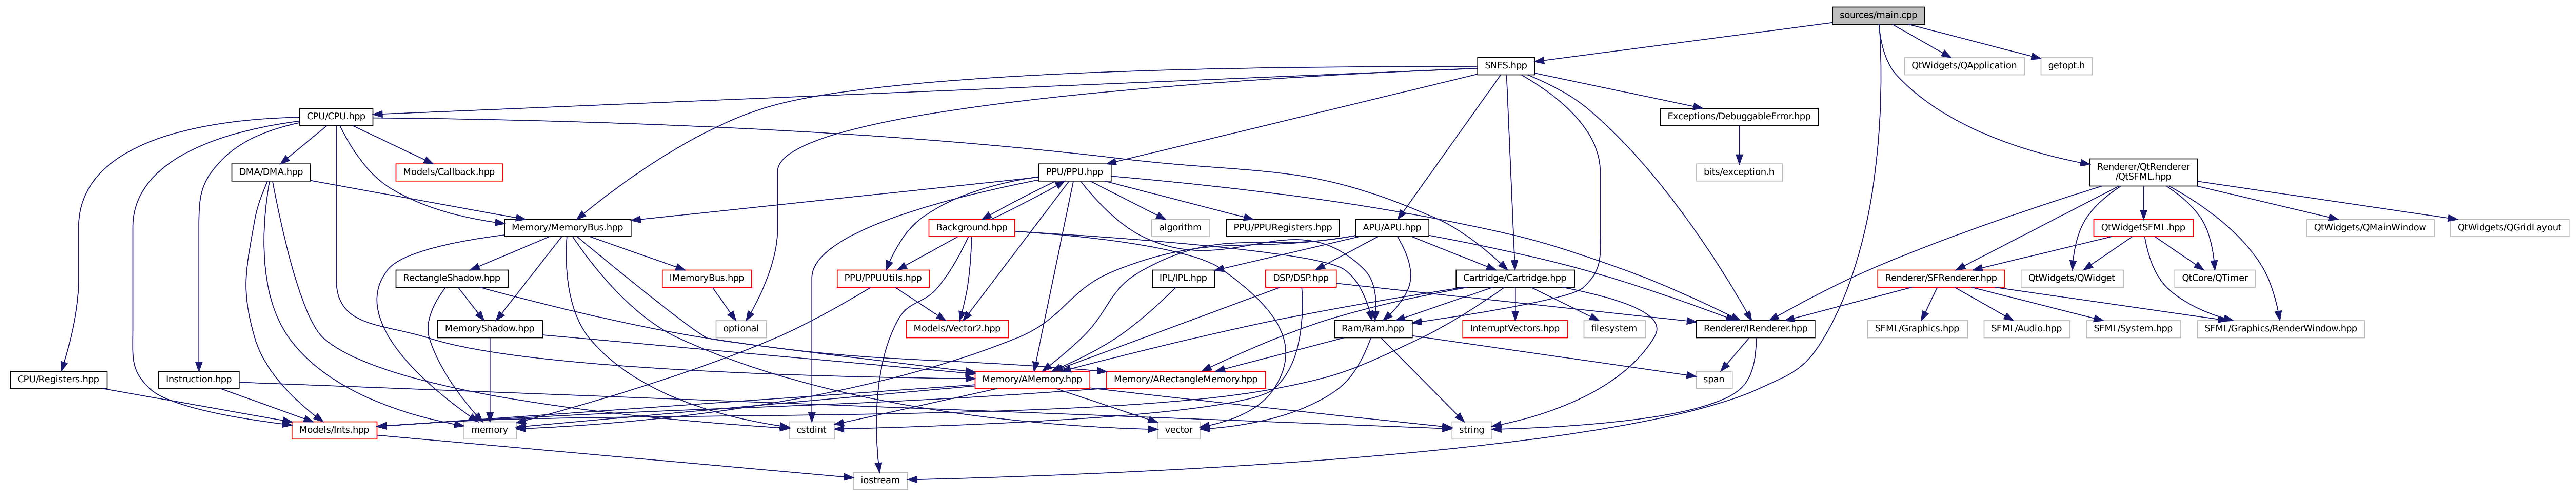 sources/main.cpp
SNES.hpp
QtWidgets/QApplication
getopt.h
CPU/CPU.hpp
Exceptions/DebuggableError.hpp
DMA/DMA.hpp
Models/Callback.hpp
PPU/PPU.hpp
bits/exception.h
Renderer/QtRenderer
/QtSFML.hpp
Memory/MemoryBus.hpp
Background.hpp
algorithm
PPU/PPURegisters.hpp
APU/APU.hpp
QtWidgetSFML.hpp
QtWidgets/QMainWindow
QtWidgets/QGridLayout
RectangleShadow.hpp
IMemoryBus.hpp
PPU/PPUUtils.hpp
IPL/IPL.hpp
DSP/DSP.hpp
Cartridge/Cartridge.hpp
Renderer/SFRenderer.hpp
QtWidgets/QWidget
QtCore/QTimer
MemoryShadow.hpp
optional
Models/Vector2.hpp
Ram/Ram.hpp
InterruptVectors.hpp
filesystem
Renderer/IRenderer.hpp
SFML/Graphics.hpp
SFML/Audio.hpp
SFML/System.hpp
SFML/Graphics/RenderWindow.hpp
CPU/Registers.hpp
Instruction.hpp
Memory/AMemory.hpp
Memory/ARectangleMemory.hpp
span
Models/Ints.hpp
memory
cstdint
vector
string
iostream